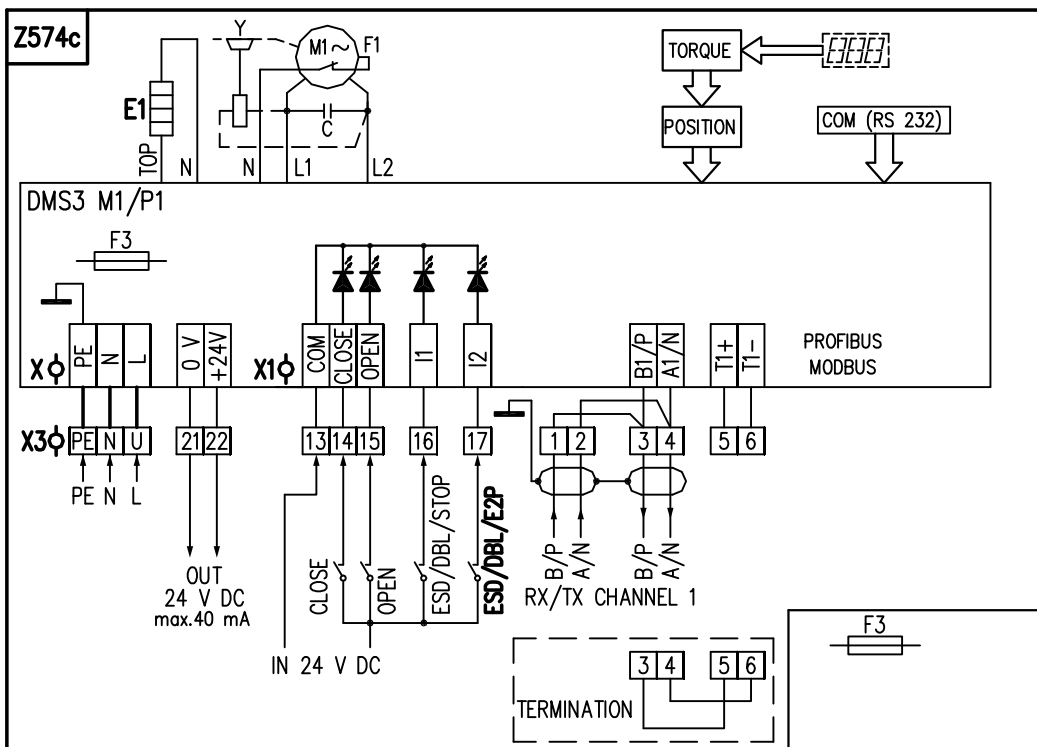 Z574c
Y
M1 ~
F1
TORQUE
E1
C
POSITION
COM (RS 232)
TOP
N
N
L1
L2
DMS3 M1/P1
F3
X
PE
N
L
0 V
+24V
X1
COM
CLOSE
OPEN
I1
I2
B1/P
A1/N
T1+
T1-
PROFIBUS
MODBUS
X3
PE
N
U
21
22
13
14
15
16
17
1
2
3
4
5
6
PE N L
OUT
24 V DC
max.40 mA
CLOSE
OPEN
ESD/DBL/STOP
ESD/DBL/E2P
B/P
A/N
B/P
A/N
RX/TX CHANNEL 1
IN 24 V DC
TERMINATION
3
4
5
6
F3